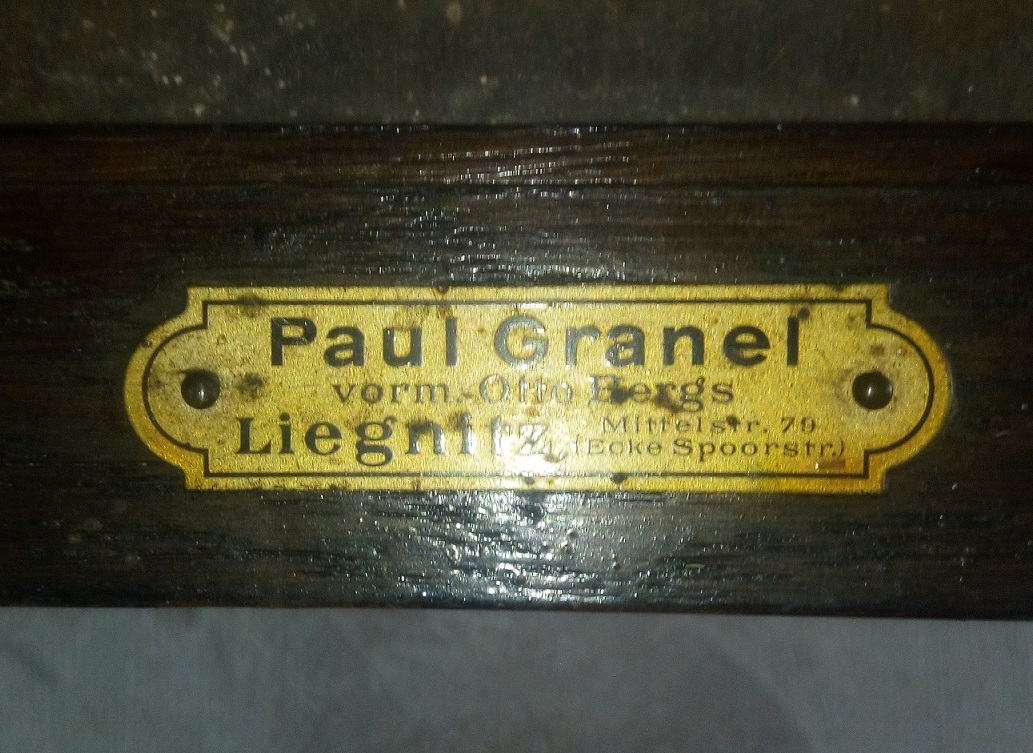 Paul Granel
vorm. Otto Bergs
Liegnitz, Mittelstr. 79
(Ecke Spoorstr.)